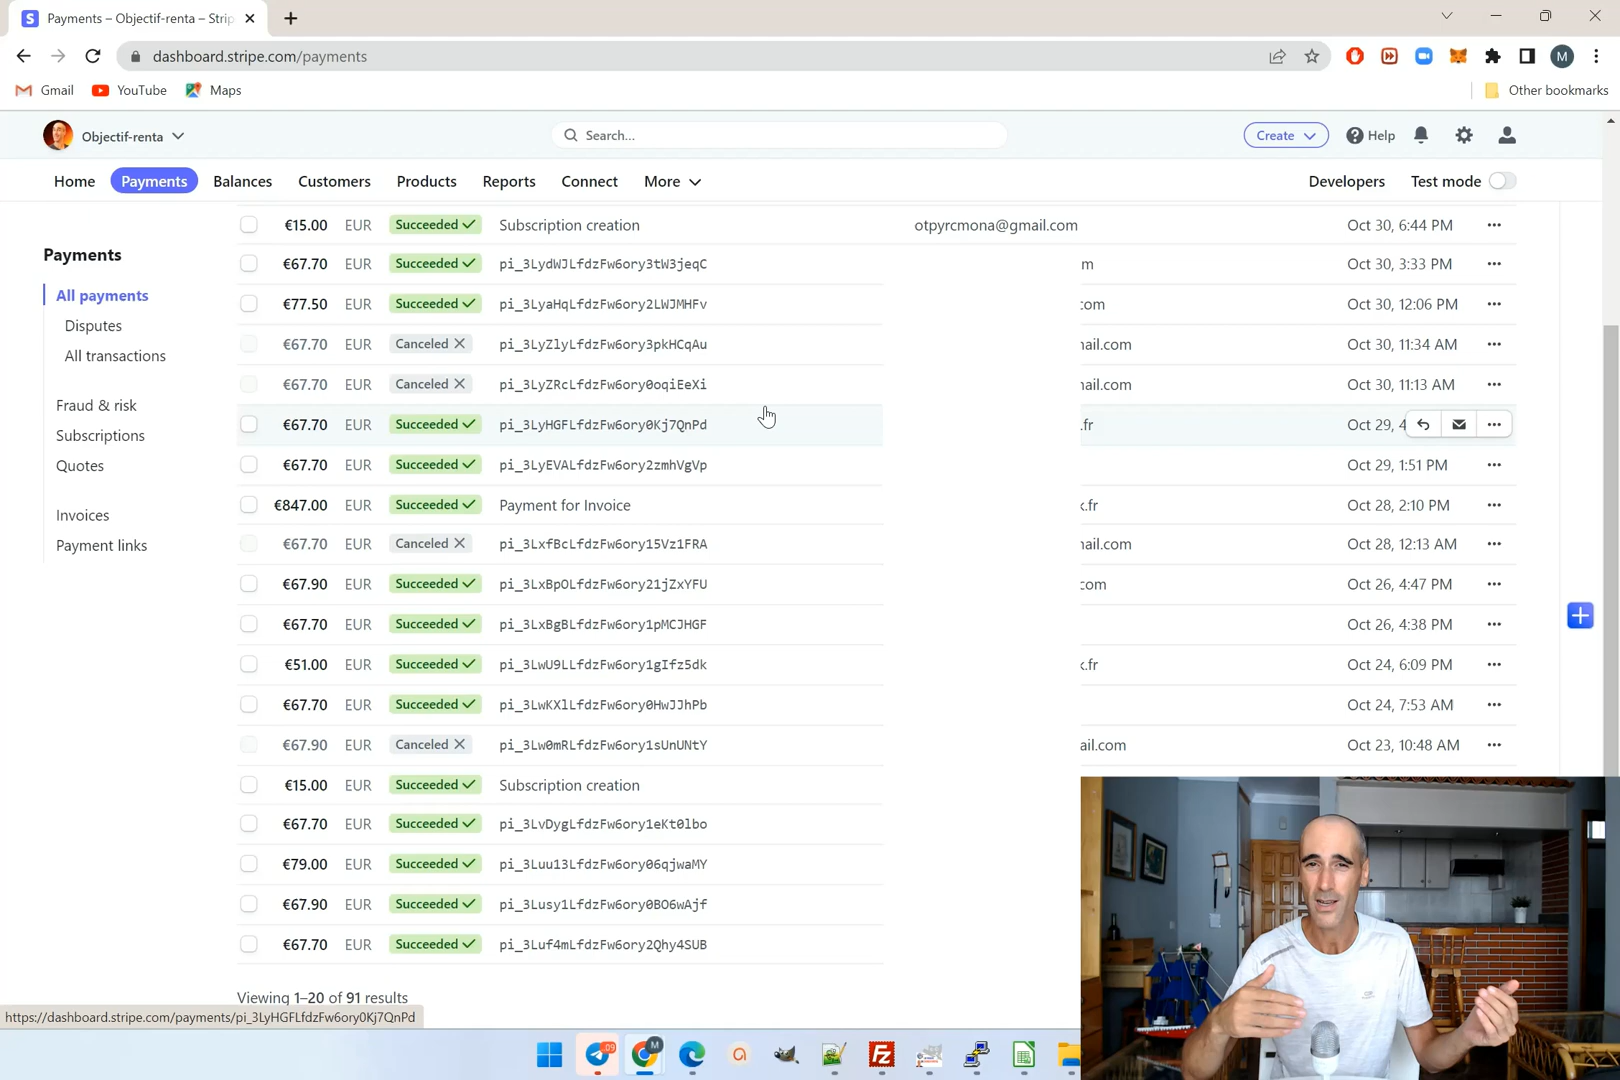 Payments – Objectif-renta – Strip
dashboard.stripe.com/payments
M
Gmail
YouTube
Maps
Other bookmarks
Objectif-renta
Search...
Create
Help
Home
Payments
Balances
Customers
Products
Reports
Connect
More
Developers
Test mode
Payments
All payments
Disputes
All transactions
Fraud & risk
Subscriptions
Quotes
Invoices
Payment links
€15.00 EUR Succeeded Subscription creation otpyrcmona@gmail.com Oct 30, 6:44 PM
€67.70 EUR Succeeded pi_3LydWJLfdzFw6ory3tW3jeqC m Oct 30, 3:33 PM
€77.50 EUR Succeeded pi_3LyaHqLfdzFw6ory2LWJMHFv com Oct 30, 12:06 PM
€67.70 EUR Canceled pi_3LyZlyLfdzFw6ory3pkHCqAu nail.com Oct 30, 11:34 AM
€67.70 EUR Canceled pi_3LyZRcLfdzFw6ory0oqiEeXi nail.com Oct 30, 11:13 AM
€67.70 EUR Succeeded pi_3LyHGFLfdzFw6ory0Kj7QnPd .fr Oct 29, 4
€67.70 EUR Succeeded pi_3LyEVALfdzFw6ory2zmhVgVp Oct 29, 1:51 PM
€847.00 EUR Succeeded Payment for Invoice k.fr Oct 28, 2:10 PM
€67.70 EUR Canceled pi_3LxfBcLfdzFw6ory15Vz1FRA nail.com Oct 28, 12:13 AM
€67.90 EUR Succeeded pi_3LxBpOLfdzFw6ory21jZxYFU com Oct 26, 4:47 PM
€67.70 EUR Succeeded pi_3LxBgBLfdzFw6ory1pMCJHGF Oct 26, 4:38 PM
€51.00 EUR Succeeded pi_3LwU9LLfdzFw6ory1gIfz5dk k.fr Oct 24, 6:09 PM
€67.70 EUR Succeeded pi_3LwKXlLfdzFw6ory0HwJJhPb Oct 24, 7:53 AM
€67.90 EUR Canceled pi_3Lw0mRLfdzFw6ory1sUnUNtY ail.com Oct 23, 10:48 AM
€15.00 EUR Succeeded Subscription creation
€67.70 EUR Succeeded pi_3LvDygLfdzFw6ory1eKt0lbo
€79.00 EUR Succeeded pi_3Luu13LfdzFw6ory06qjwaMY
€67.90 EUR Succeeded pi_3Lusy1LfdzFw6ory0BO6wAjf
€67.70 EUR Succeeded pi_3Luf4mLfdzFw6ory2Qhy4SUB
Viewing 1–20 of 91 results
https://dashboard.stripe.com/payments/pi_3LyHGFLfdzFw6ory0Kj7QnPd